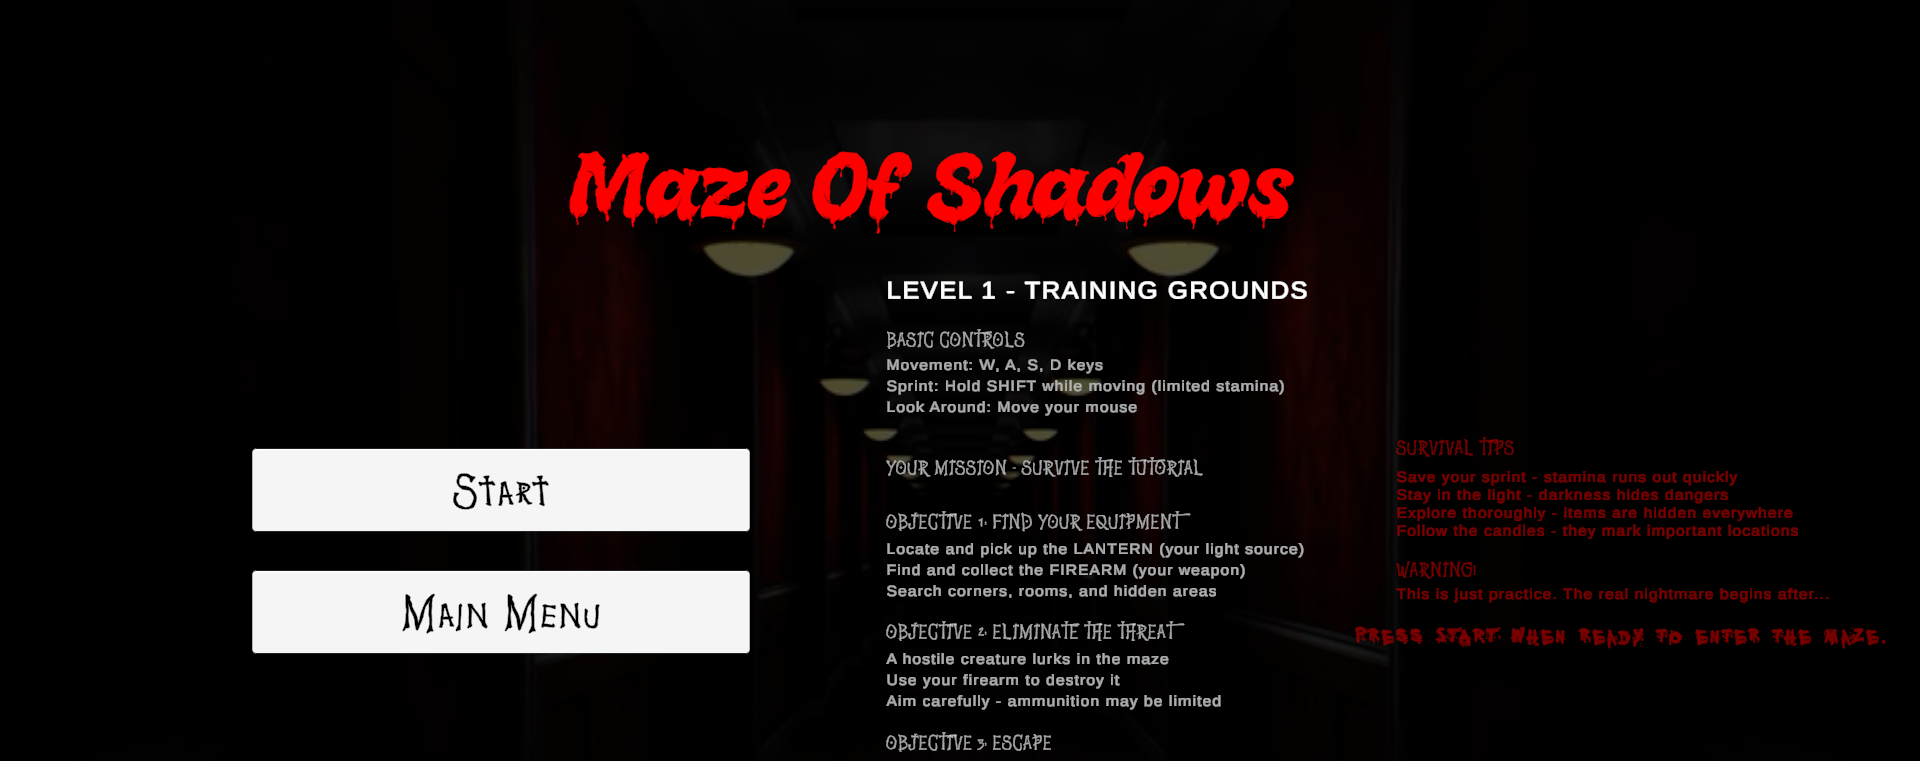 Maze Of Shadows
LEVEL 1 - TRAINING GROUNDS
BASIC CONTROLS
Movement: W, A, S, D keys
Sprint: Hold SHIFT while moving (limited stamina)
Look Around: Move your mouse
YOUR MISSION - SURVIVE THE TUTORIAL
OBJECTIVE 1: FIND YOUR EQUIPMENT
Locate and pick up the LANTERN (your light source)
Find and collect the FIREARM (your weapon)
Search corners, rooms, and hidden areas
OBJECTIVE 2: ELIMINATE THE THREAT
A hostile creature lurks in the maze
Use your firearm to destroy it
Aim carefully - ammunition may be limited
OBJECTIVE 3: ESCAPE
Start
Main Menu
SURVIVAL TIPS
Save your sprint - stamina runs out quickly
Stay in the light - darkness hides dangers
Explore thoroughly - items are hidden everywhere
Follow the candles - they mark important locations
WARNING!
This is just practice. The real nightmare begins after...
PRESS START WHEN READY TO ENTER THE MAZE.